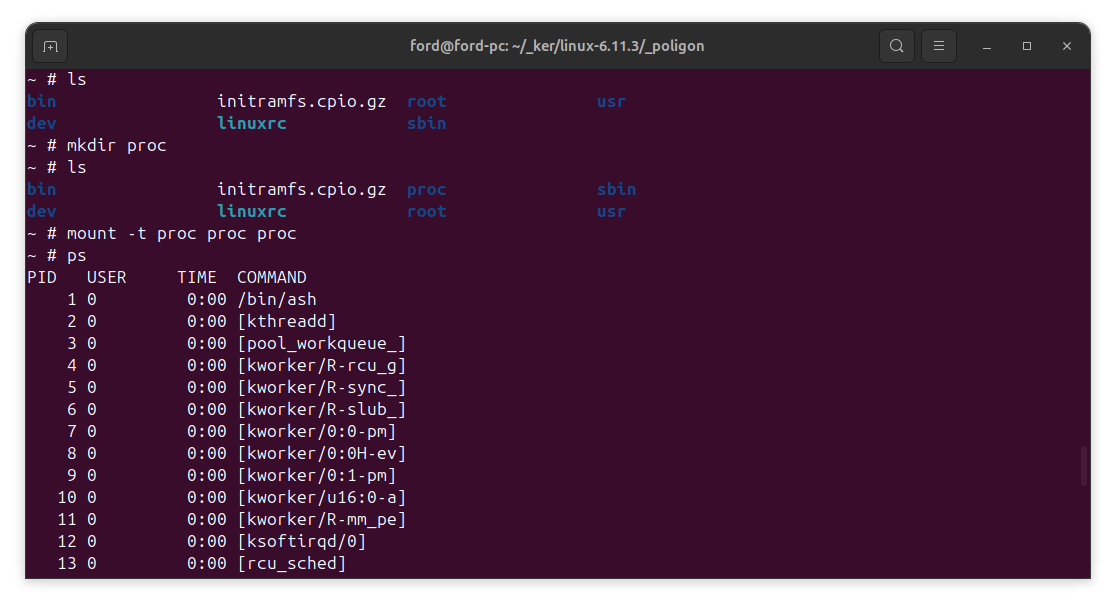 ford@ford-pc: ~/_ker/linux-6.11.3/_poligon
~ # ls
bin initramfs.cpio.gz root usr
dev linuxrc sbin
~ # mkdir proc
~ # ls
bin initramfs.cpio.gz proc sbin
dev linuxrc root usr
~ # mount -t proc proc proc
~ # ps
PID USER TIME COMMAND
1 0 0:00 /bin/ash
2 0 0:00 [kthreadd]
3 0 0:00 [pool_workqueue_]
4 0 0:00 [kworker/R-rcu_g]
5 0 0:00 [kworker/R-sync_]
6 0 0:00 [kworker/R-slub_]
7 0 0:00 [kworker/0:0-pm]
8 0 0:00 [kworker/0:0H-ev]
9 0 0:00 [kworker/0:1-pm]
10 0 0:00 [kworker/u16:0-a]
11 0 0:00 [kworker/R-mm_pe]
12 0 0:00 [ksoftirqd/0]
13 0 0:00 [rcu_sched]